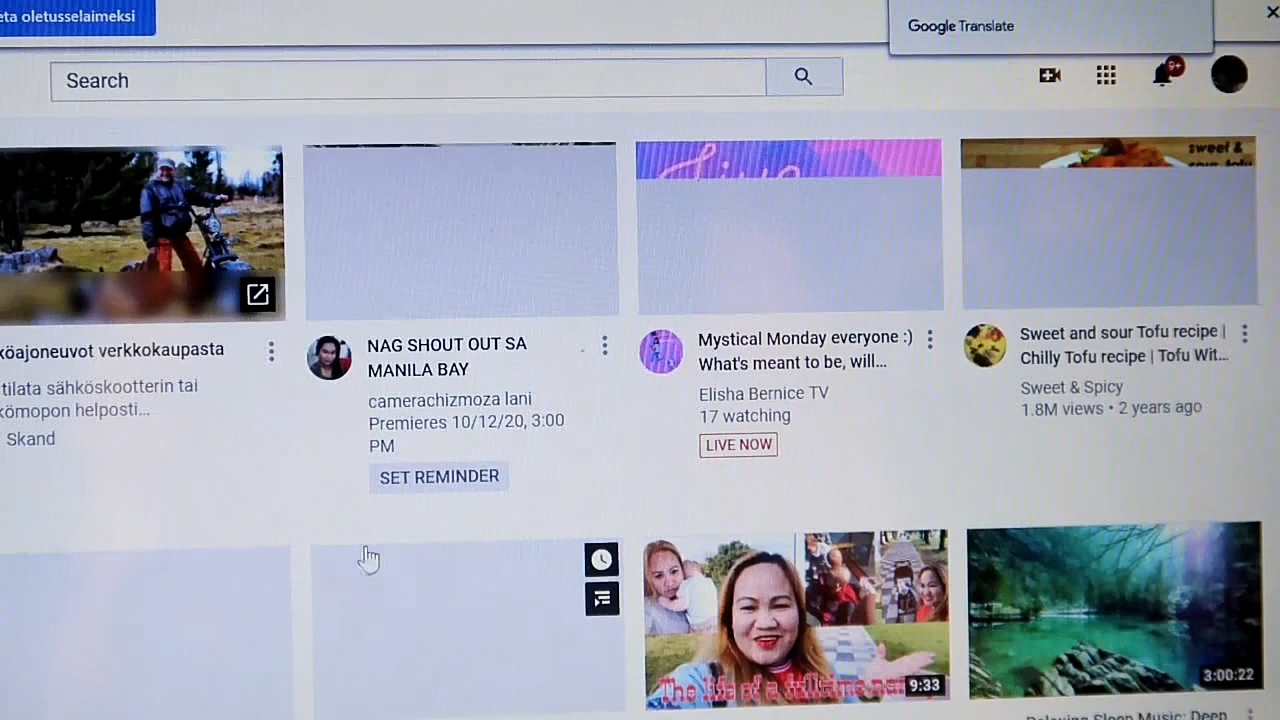 eta oletusselaimeksi
Google Translate
Search
9+
sweet &
sour tofu
köajoneuvot verkkokaupasta
tilata sähköskootterin tai
kömopon helposti...
Skand
NAG SHOUT OUT SA
MANILA BAY
camerachizmoza lani
Premieres 10/12/20, 3:00
PM
SET REMINDER
Mystical Monday everyone :)
What's meant to be, will...
Elisha Bernice TV
17 watching
LIVE NOW
Sweet and sour Tofu recipe |
Chilly Tofu recipe | Tofu Wit...
Sweet & Spicy
1.8M views • 2 years ago
The life of a fulltime
9:33
3:00:22
Relaxing Sleep Music: Deep